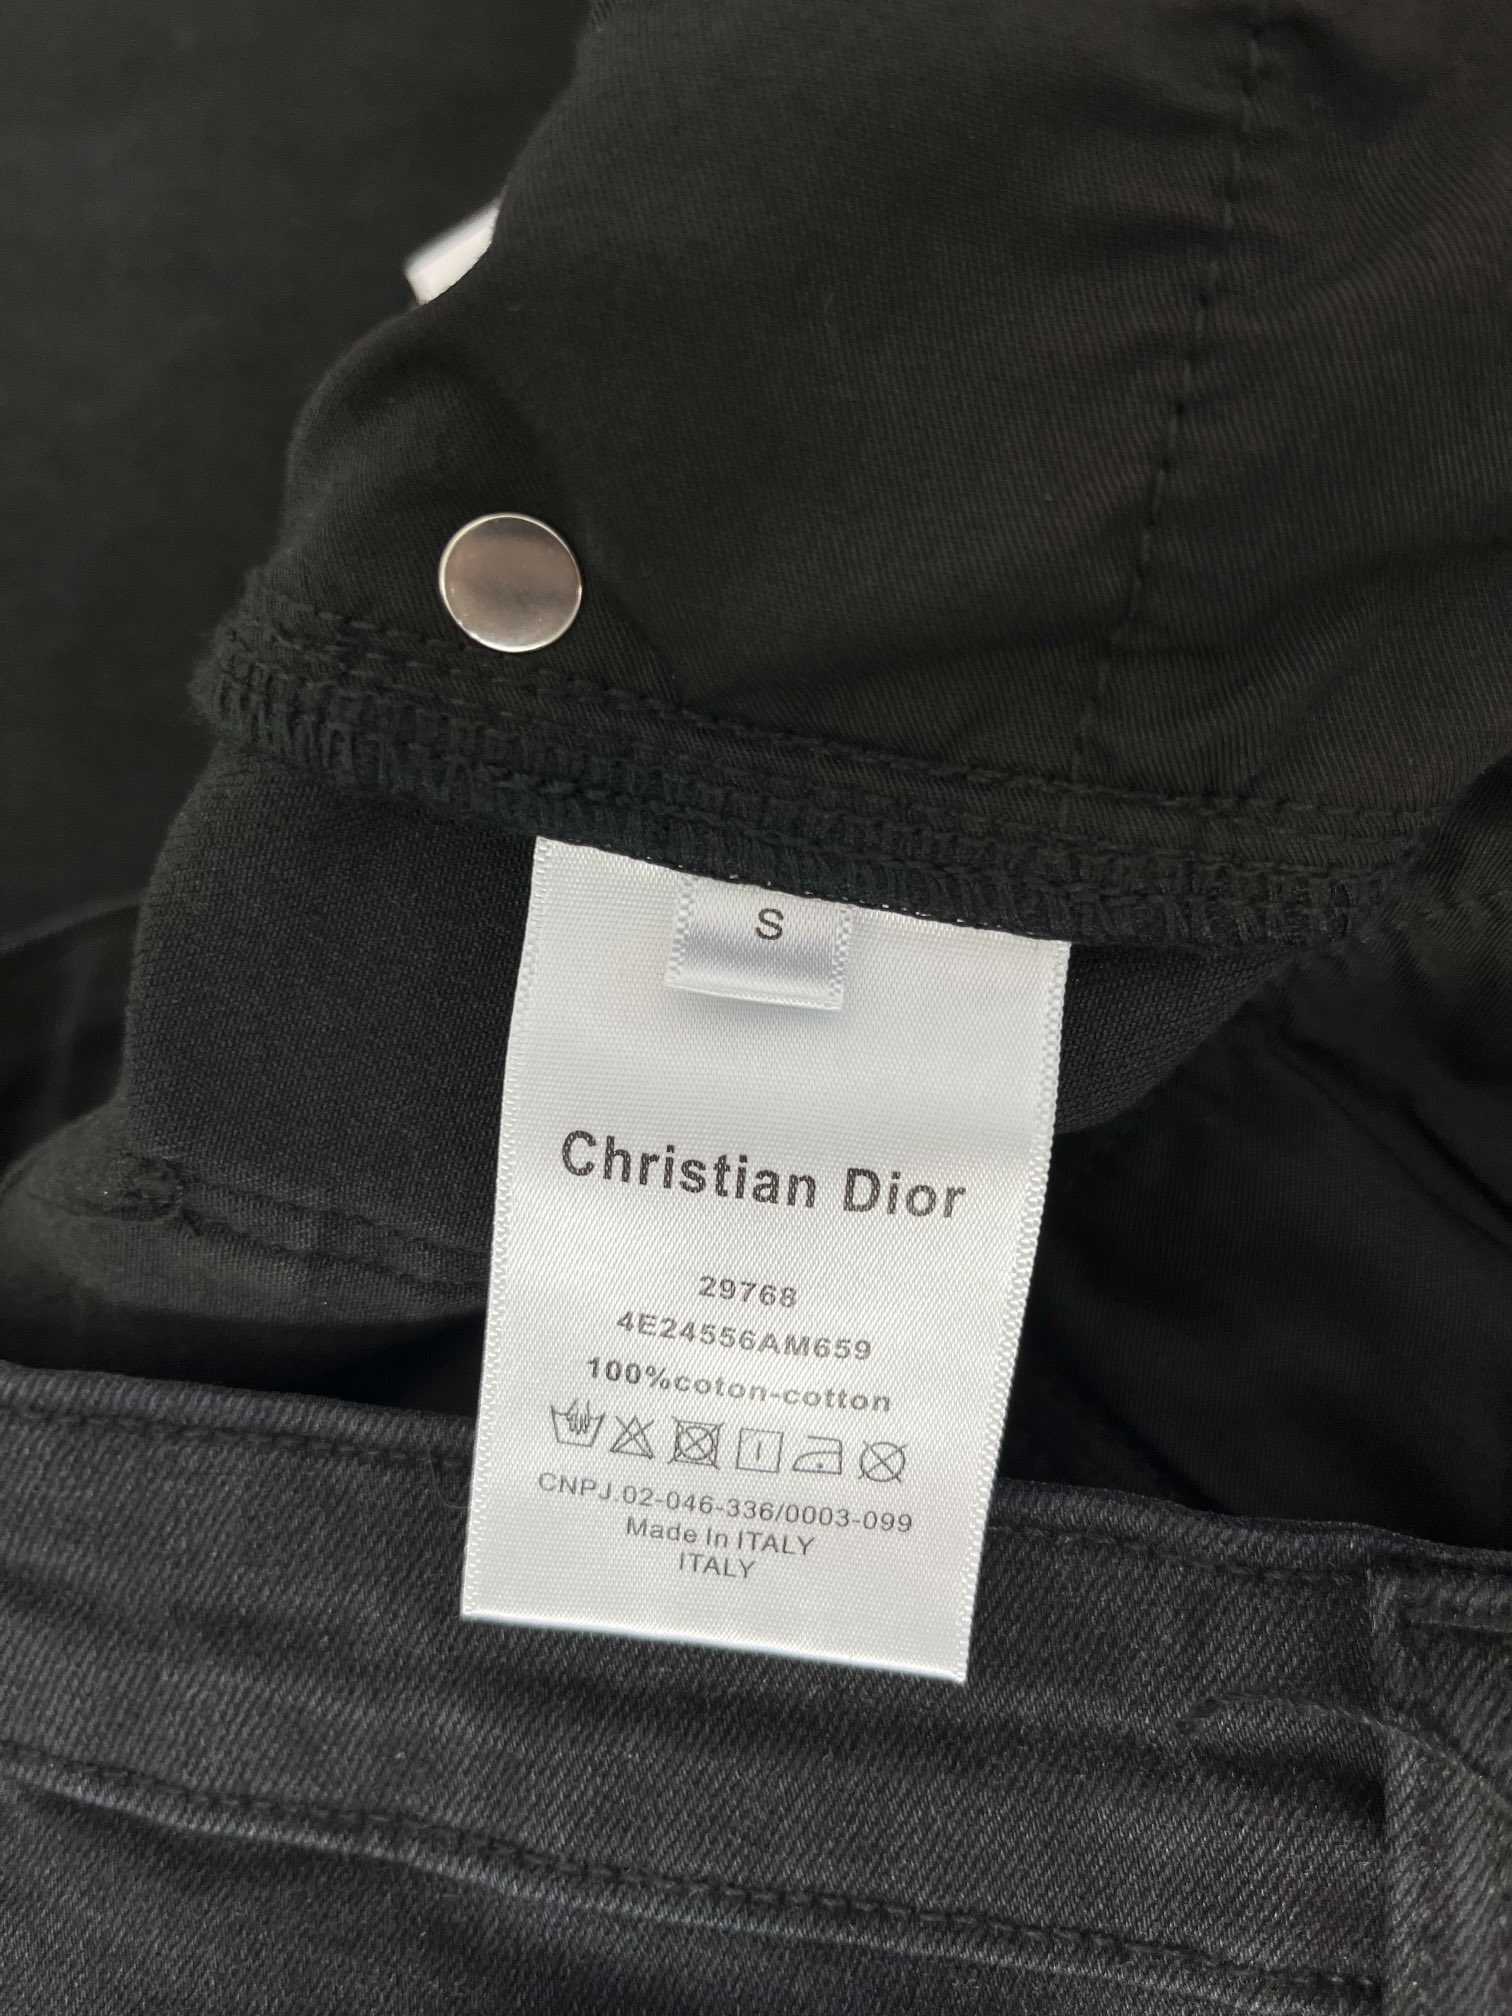 S
Christian Dior
29768
4E24556AM659
100%coton-cotton
CNPJ.02-046-336/0003-099
Made In ITALY
ITALY